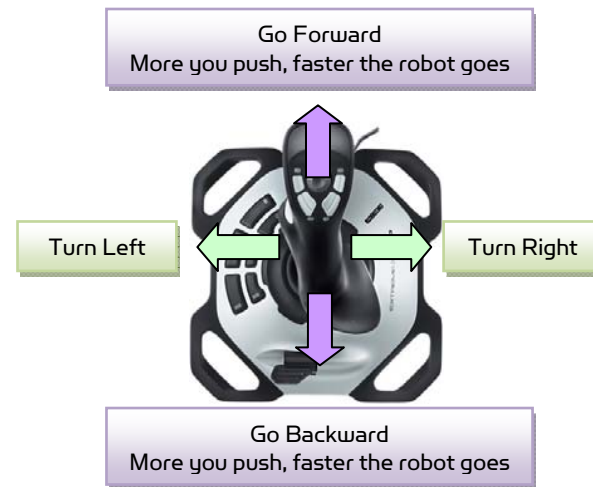 Go Forward
More you push, faster the robot goes
Turn Left
Turn Right
Go Backward
More you push, faster the robot goes